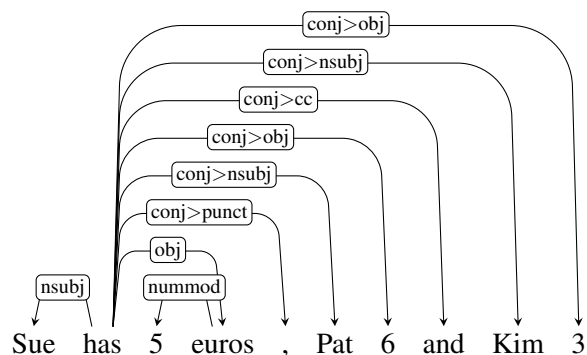 conj>obj
conj>nsubj
conj>cc
conj>obj
conj>nsubj
conj>punct
obj
nsubj nummod
Sue has 5 euros , Pat 6 and Kim 3